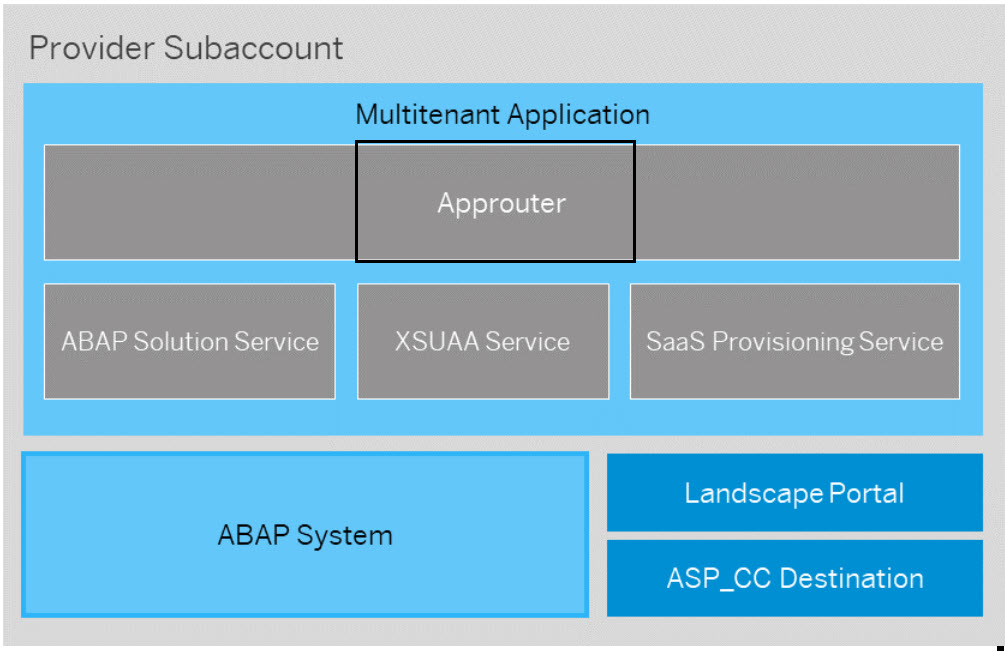 Provider Subaccount
Multitenant Application
Approuter
ABAP Solution Service
XSUAA Service
SaaS Provisioning Service
ABAP System
Landscape Portal
ASP_CC Destination